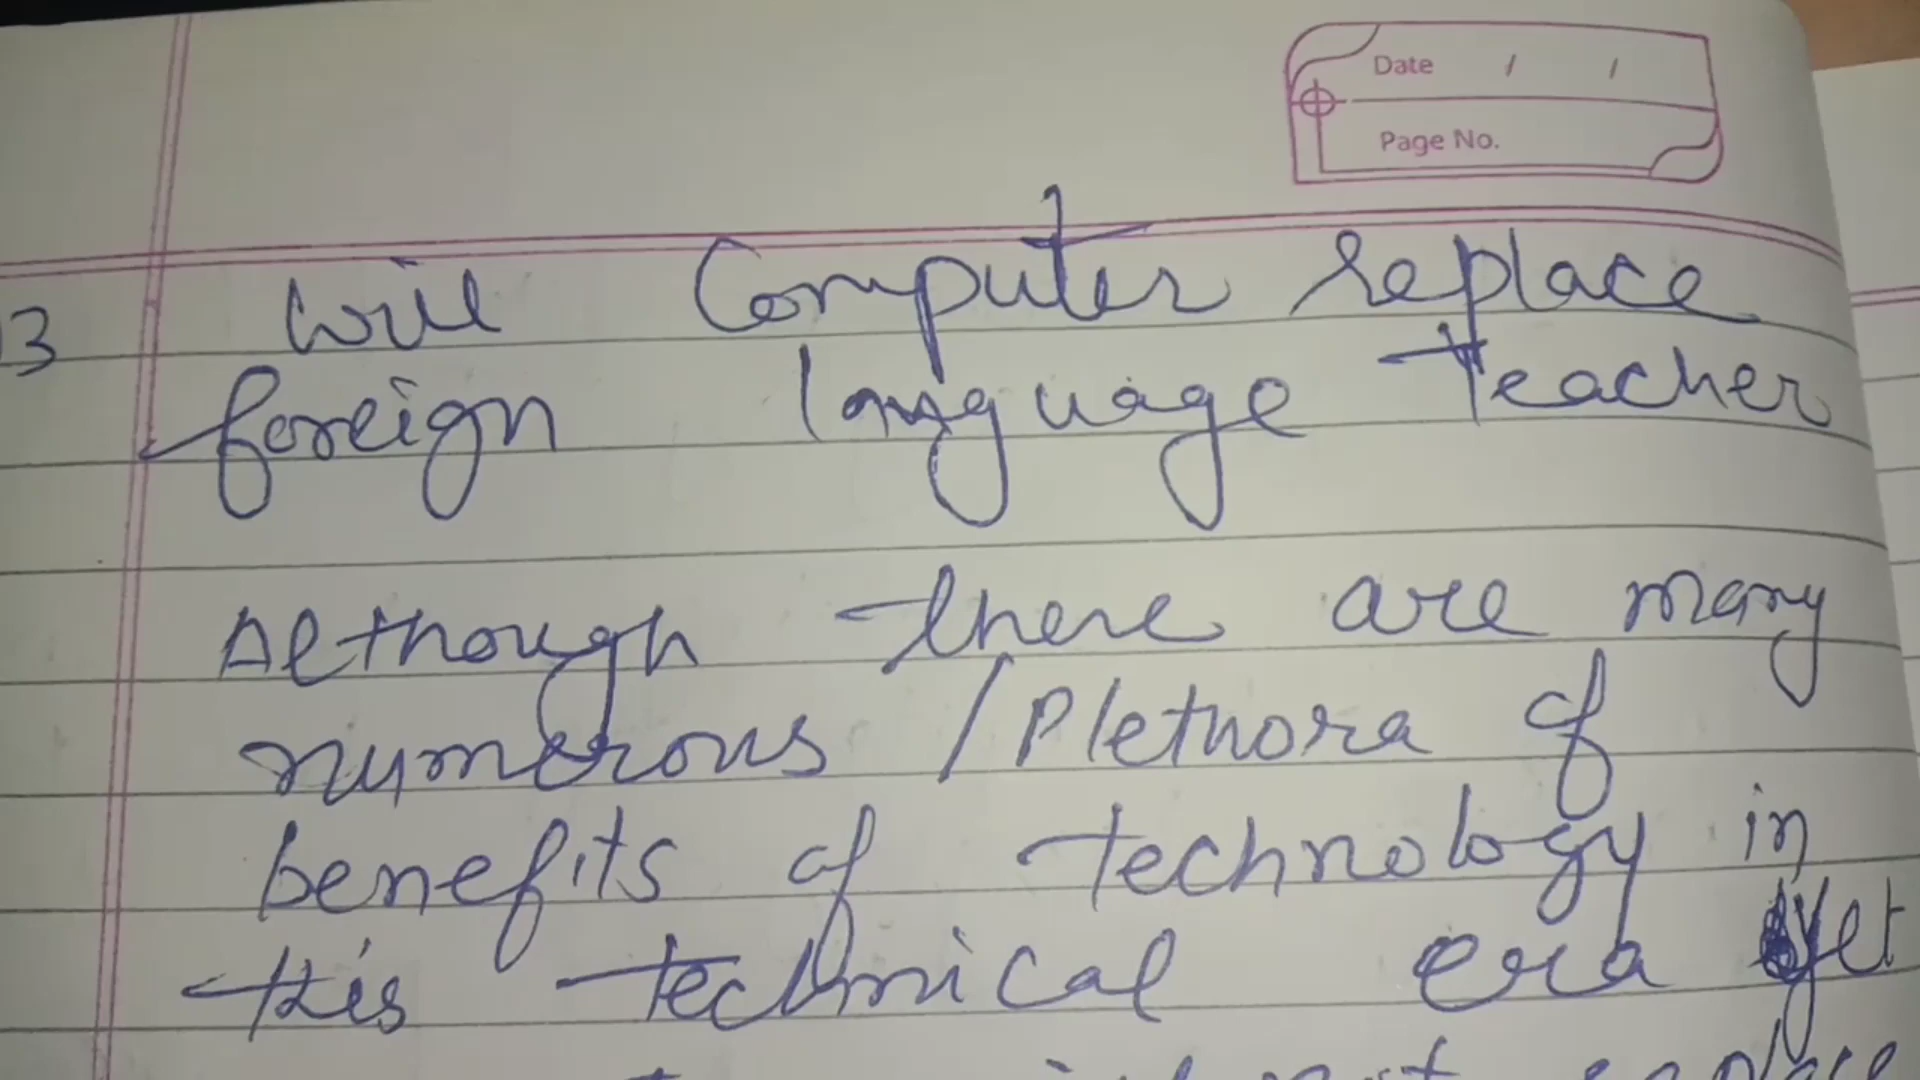 Date / /
Page No.
13 Will Computer replace
foreign language teacher
Although there are many
numerous / Plethora of
benefits of technology in
this technical era yet